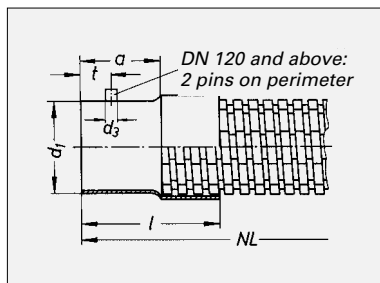 a
DN 120 and above:
t
2 pins on perimeter
d3
d1
l
NL